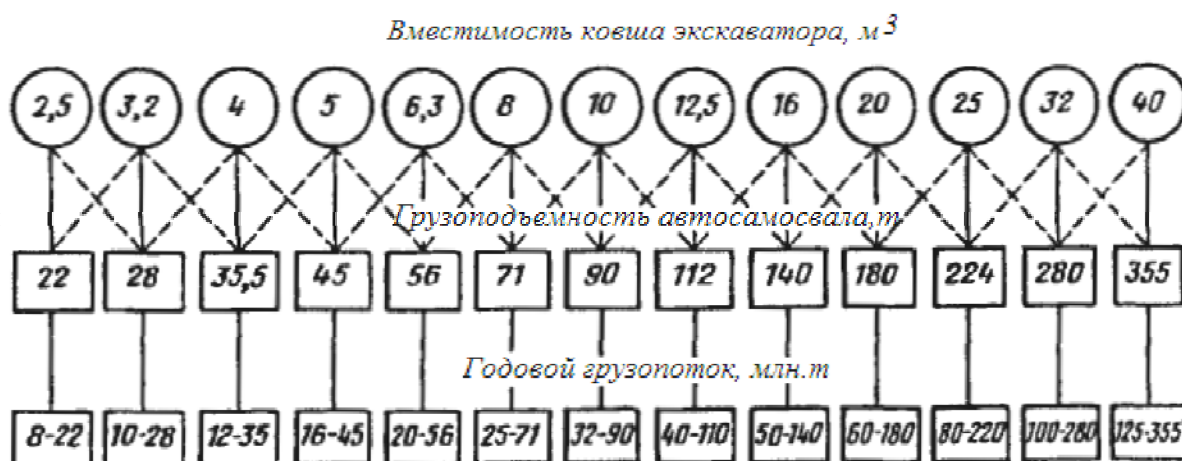 Вместимость ковша экскаватора, м³
2,5 3,2 4 5 6,3 8 10 12,5 16 20 25 32 40
Грузоподъемность автосамосвала,т
22 28 35,5 45 56 71 90 112 140 180 224 280 355
Годовой грузопоток, млн.т
8-22 10-28 12-35 16-45 20-56 25-71 32-90 40-110 50-140 60-180 80-220 100-280 125-355